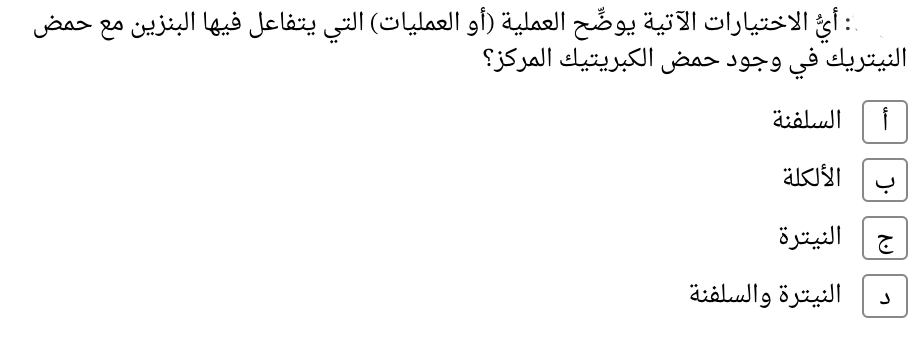 : أيُّ الاختيارات الآتية يوضِّح العملية (أو العمليات) التي يتفاعل فيها البنزين مع حمض
النيتريك في وجود حمض الكبريتيك المركز؟
أ السلفنة
ب الألكلة
ج النيترة
د النيترة والسلفنة